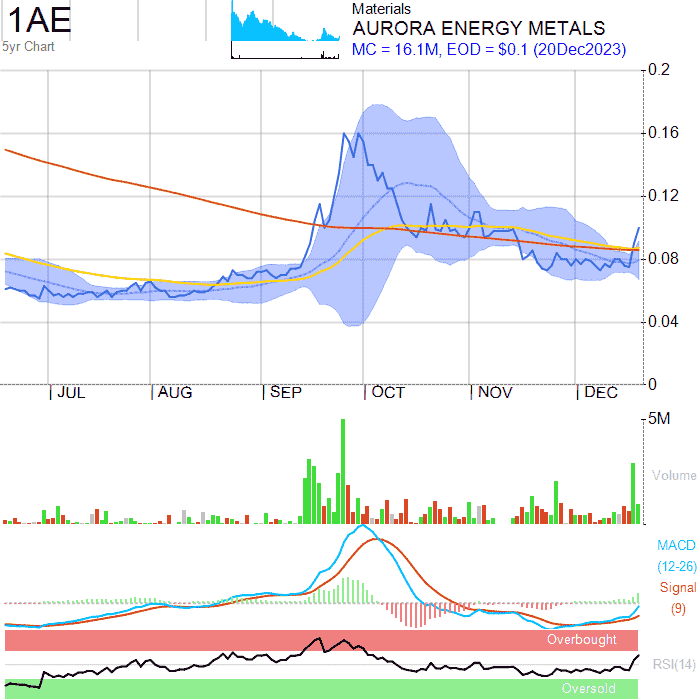 1AE
5yr Chart
Materials
AURORA ENERGY METALS
MC = 16.1M, EOD = $0.1 (20Dec2023)
0.2
0.16
0.12
0.08
0.04
0
JUL AUG SEP OCT NOV DEC
5M
Volume
MACD
(12-26)
Signal
(9)
Overbought
RSI(14)
Oversold